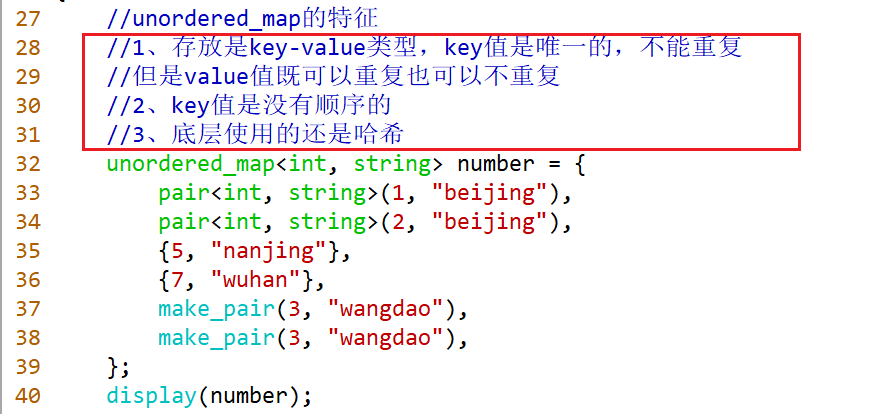 27 //unordered_map的特征
28 //1、存放是key-value类型，key值是唯一的，不能重复
29 //但是value值既可以重复也可以不重复
30 //2、key值是没有顺序的
31 //3、底层使用的还是哈希
32 unordered_map<int, string> number = {
33 pair<int, string>(1, "beijing"),
34 pair<int, string>(2, "beijing"),
35 {5, "nanjing"},
36 {7, "wuhan"},
37 make_pair(3, "wangdao"),
38 make_pair(3, "wangdao"),
39 };
40 display(number);